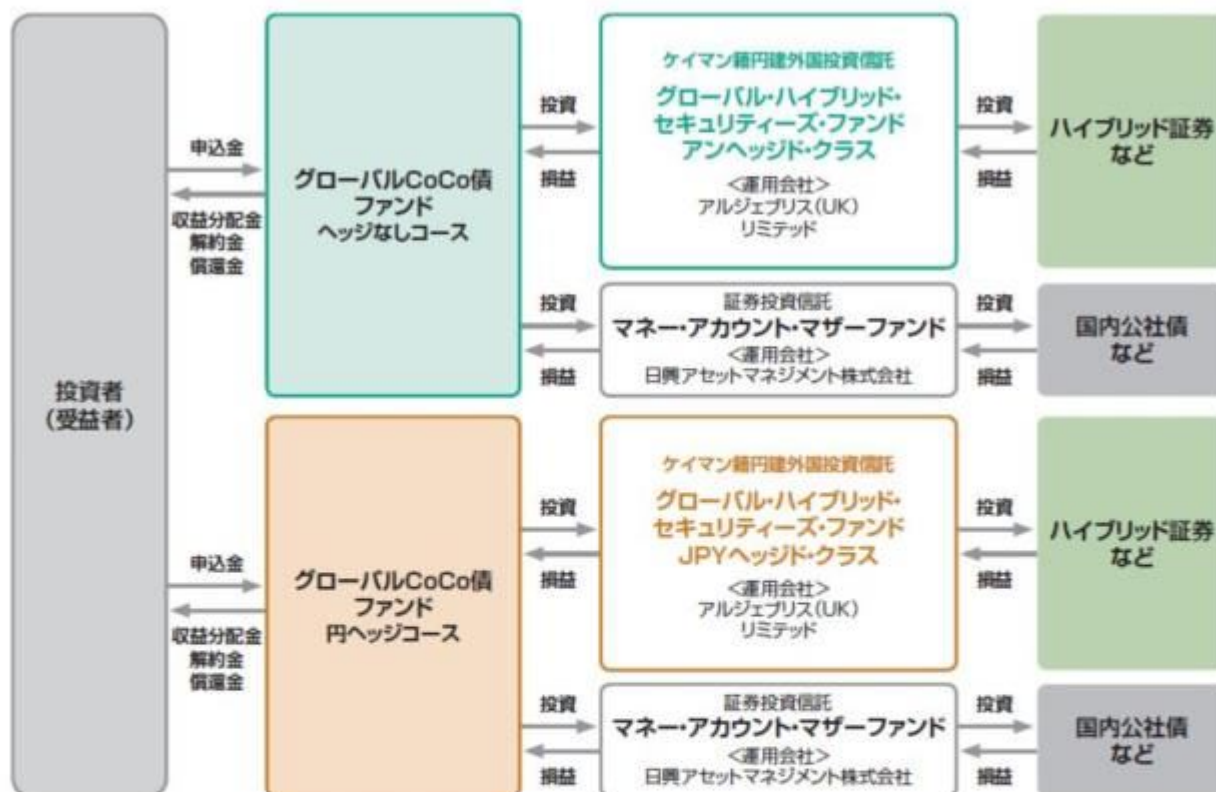 投資者
（受益者）
申込金
収益分配金
解約金
償還金
グローバルCoCo債
ファンド
ヘッジなしコース
投資
損益
ケイマン籍円建外国投資信託
グローバル・ハイブリッド・
セキュリティーズ・ファンド
アンヘッジド・クラス
＜運用会社＞
アルジェブリス(UK)
リミテッド
投資
損益
ハイブリッド証券
など
投資
損益
証券投資信託
マネー・アカウント・マザーファンド
＜運用会社＞
日興アセットマネジメント株式会社
投資
損益
国内公社債
など
申込金
収益分配金
解約金
償還金
グローバルCoCo債
ファンド
円ヘッジコース
投資
損益
ケイマン籍円建外国投資信託
グローバル・ハイブリッド・
セキュリティーズ・ファンド
JPYヘッジド・クラス
＜運用会社＞
アルジェブリス(UK)
リミテッド
投資
損益
ハイブリッド証券
など
投資
損益
証券投資信託
マネー・アカウント・マザーファンド
＜運用会社＞
日興アセットマネジメント株式会社
投資
損益
国内公社債
など